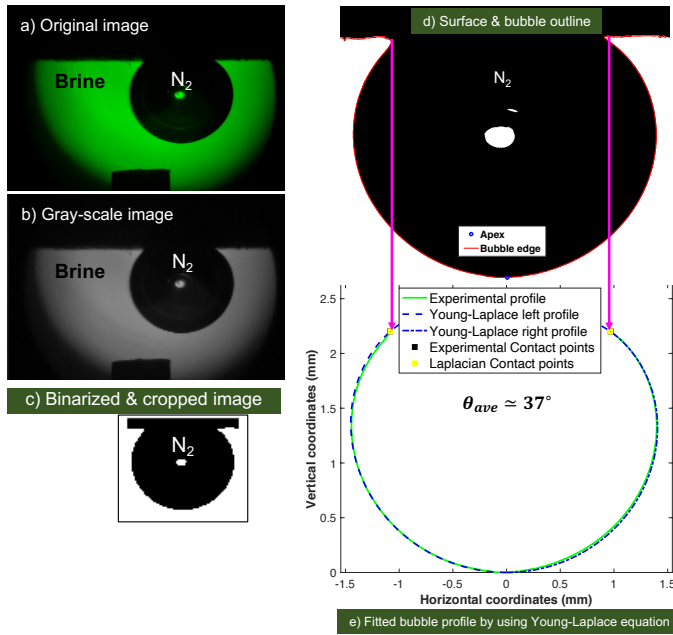 a) Original image
Brine
N₂
b) Gray-scale image
Brine
N₂
c) Binarized & cropped image
N₂
d) Surface & bubble outline
N₂
Apex
Bubble edge
Experimental profile
Young-Laplace left profile
Young-Laplace right profile
Experimental Contact points
Laplacian Contact points
θₐᵥₑ ≃ 37°
Vertical coordinates (mm)
2.5
2
1.5
1
0.5
0
-1.5 -1 -0.5 0 0.5 1 1.5
Horizontal coordinates (mm)
e) Fitted bubble profile by using Young-Laplace equation